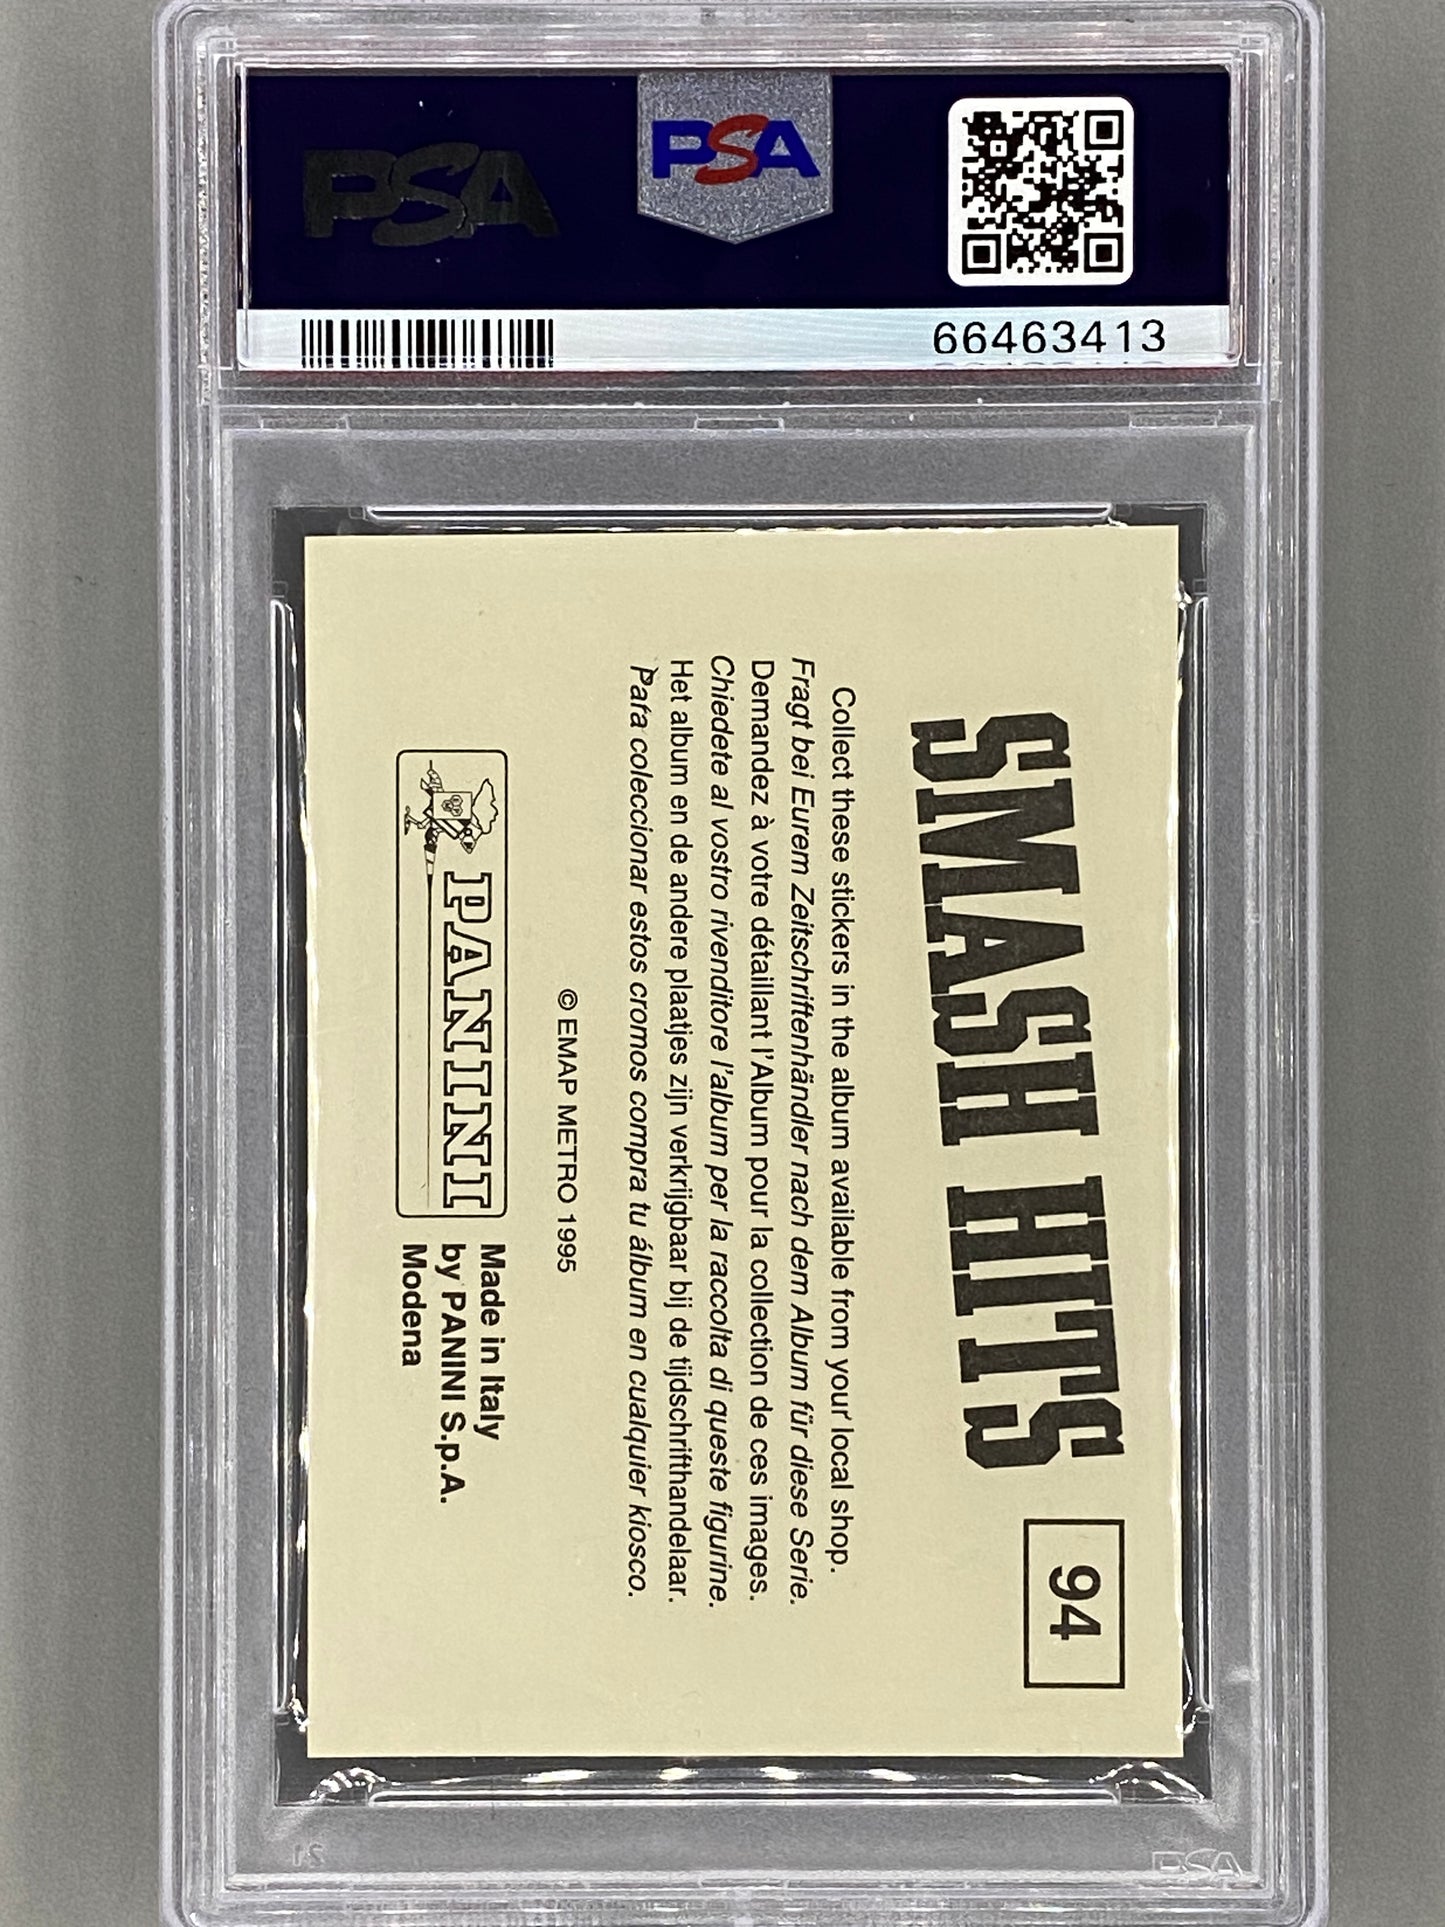 PSA
PSA
66463413
SMASH HITS
94
Collect these stickers in the album available from your local shop.
Fragt bei Eurem Zeitschriftenhändler nach dem Album für diese Serie.
Demandez à votre détaillant l'Album pour la collection de ces images.
Chiedete al vostro rivenditore l'album per la raccolta di queste figurine.
Het album en de andere plaatjes zijn verkrijgbaar bij de tijdschrifthandelaar.
Para coleccionar estos cromos compra tu álbum en cualquier kiosco.
© EMAP METRO 1995
PANINI
Made in Italy
by PANINI S.p.A.
Modena
21
PSA